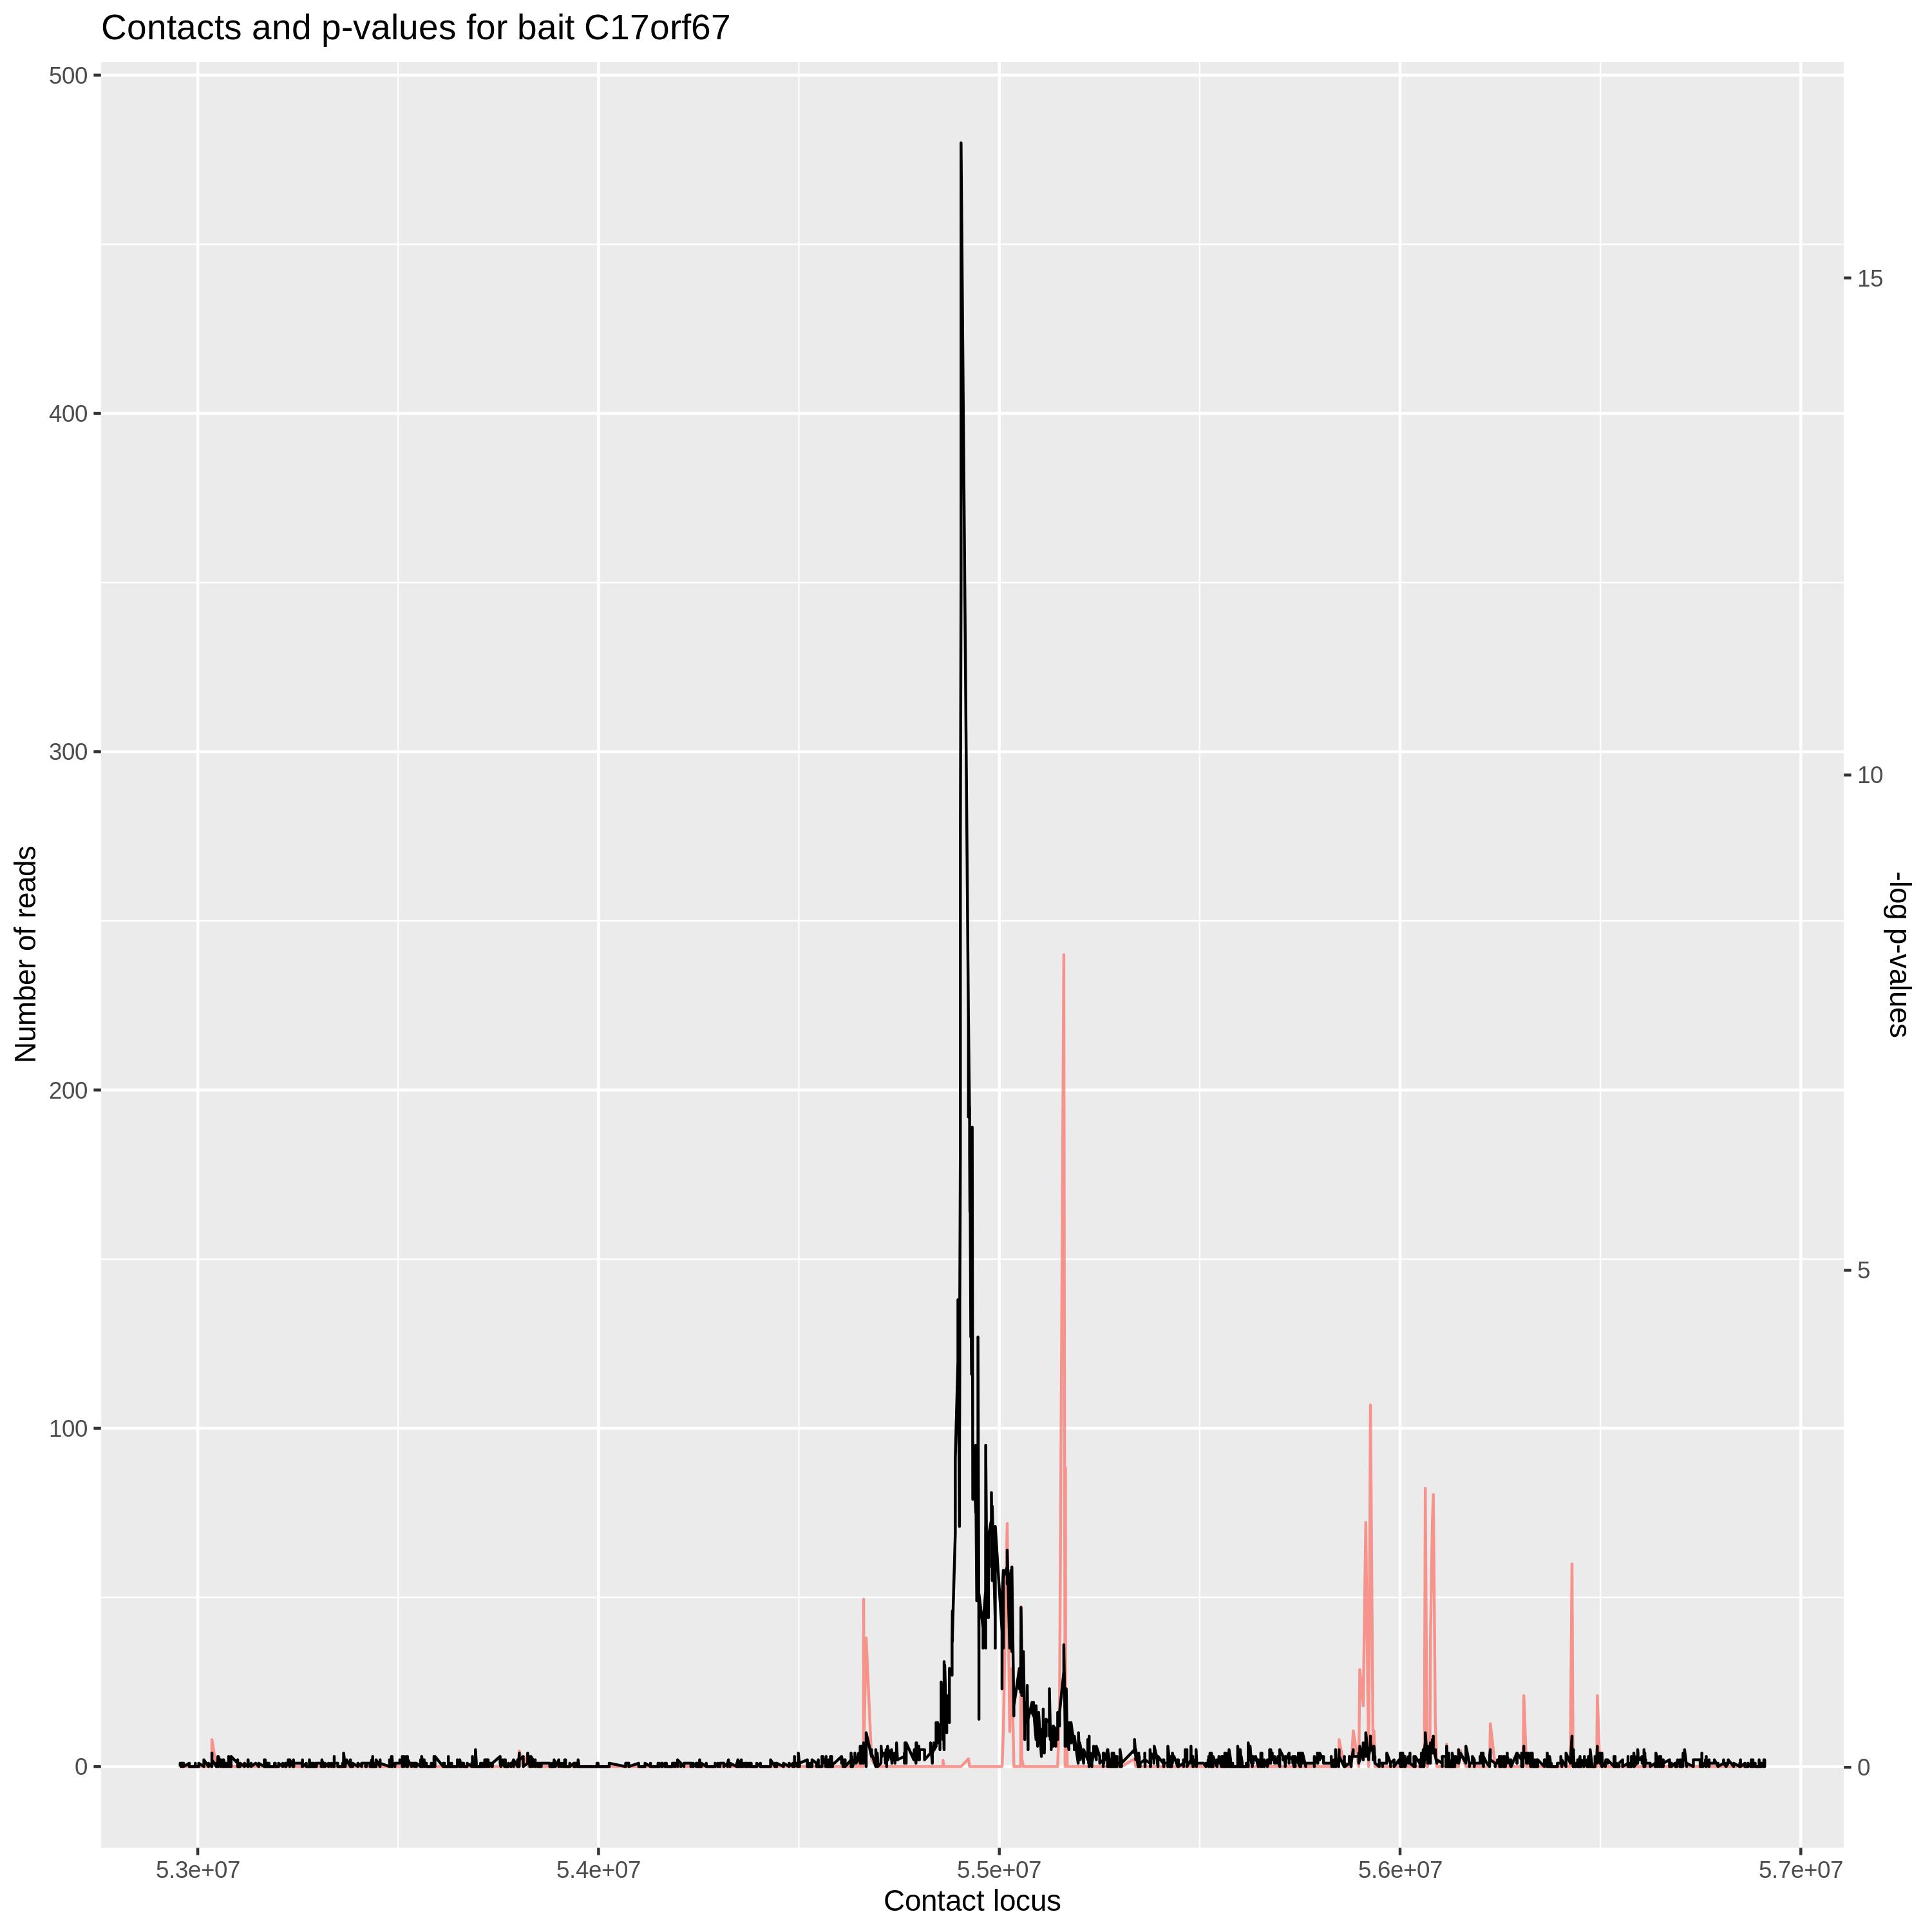 Contacts and p-values for bait C17orf67
500
400
300
200
100
0
Number of reads
15
10
5
0
-log p-values
5.3e+07 5.4e+07 5.5e+07 5.6e+07 5.7e+07
Contact locus